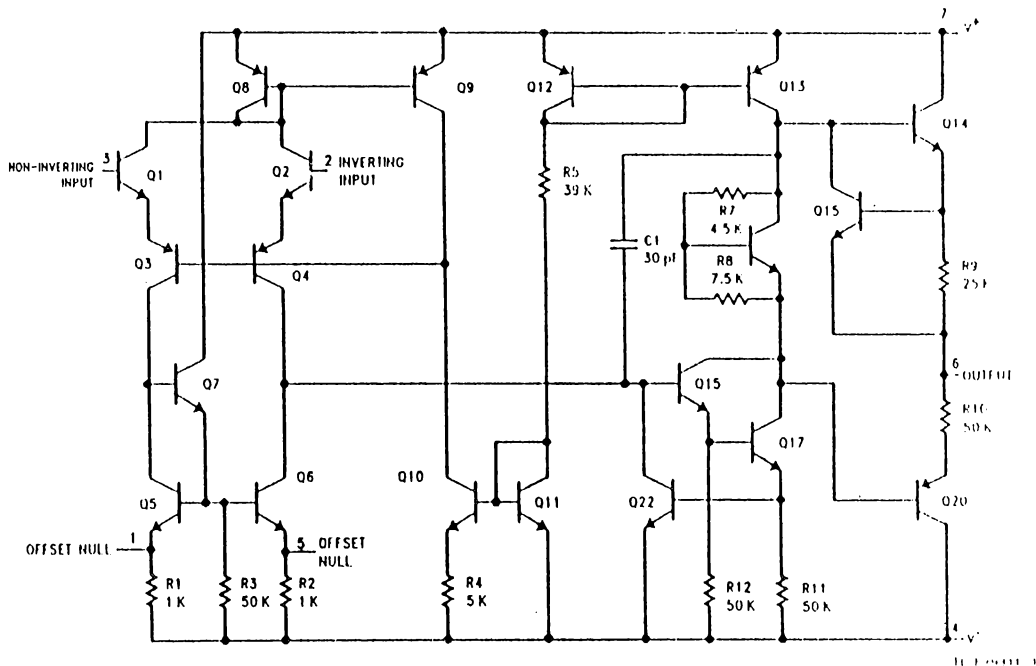 7
V+
Q8
Q9
Q12
Q13
Q14
3
NON-INVERTING
INPUT
Q1
Q2
2 INVERTING
INPUT
R5
39 K
R7
4.5 K
Q15
C1
30 pF
R8
7.5 K
Q3
Q4
R9
25 K
Q7
Q15
6
OUTPUT
R10
50 K
Q17
Q5
Q6
Q10
Q11
Q22
Q20
OFFSET NULL
1
5
OFFSET
NULL
R1
1 K
R3
50 K
R2
1 K
R4
5 K
R12
50 K
R11
50 K
4
V-